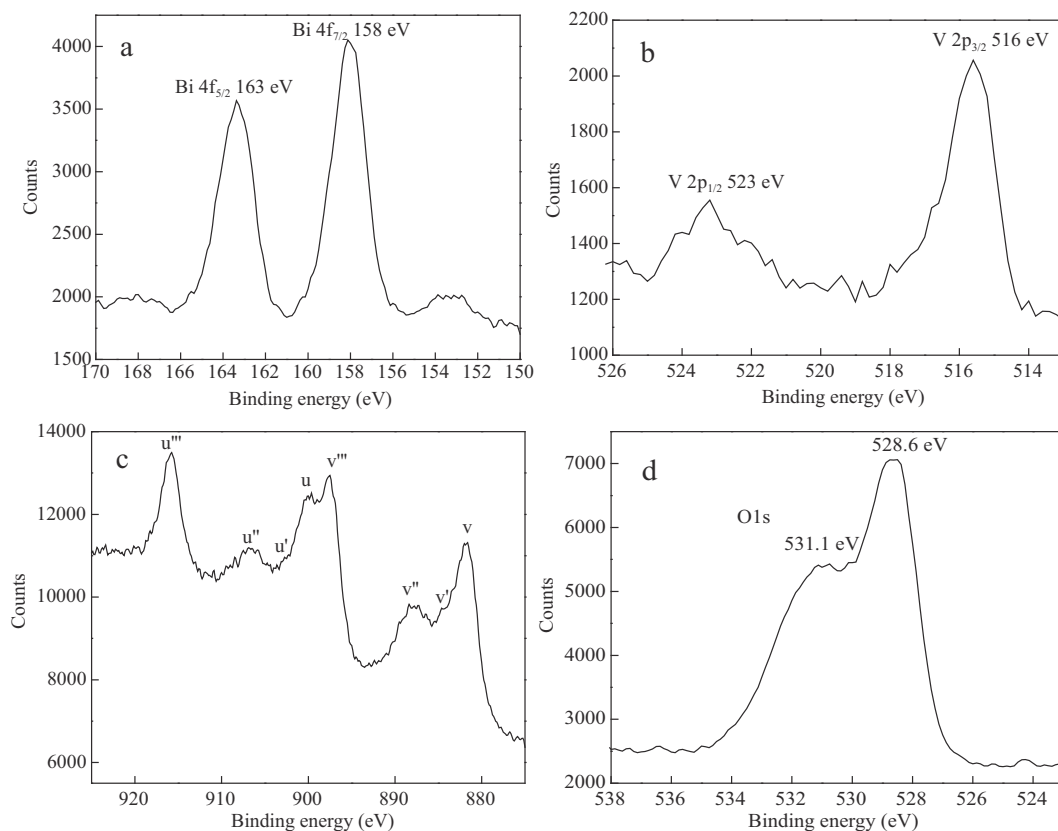 a
Bi 4f7/2 158 eV
Bi 4f5/2 163 eV
4000
3500
3000
2500
2000
1500
Counts
170 168 166 164 162 160 158 156 154 152 150
Binding energy (eV)
b
V 2p3/2 516 eV
V 2p1/2 523 eV
2200
2000
1800
1600
1400
1200
1000
Counts
526 524 522 520 518 516 514
Binding energy (eV)
c
u''' u'' u' u v''' v'' v' v
14000
12000
10000
8000
6000
Counts
920 910 900 890 880
Binding energy (eV)
d
528.6 eV
O1s
531.1 eV
7000
6000
5000
4000
3000
2000
Counts
538 536 534 532 530 528 526 524
Binding energy (eV)